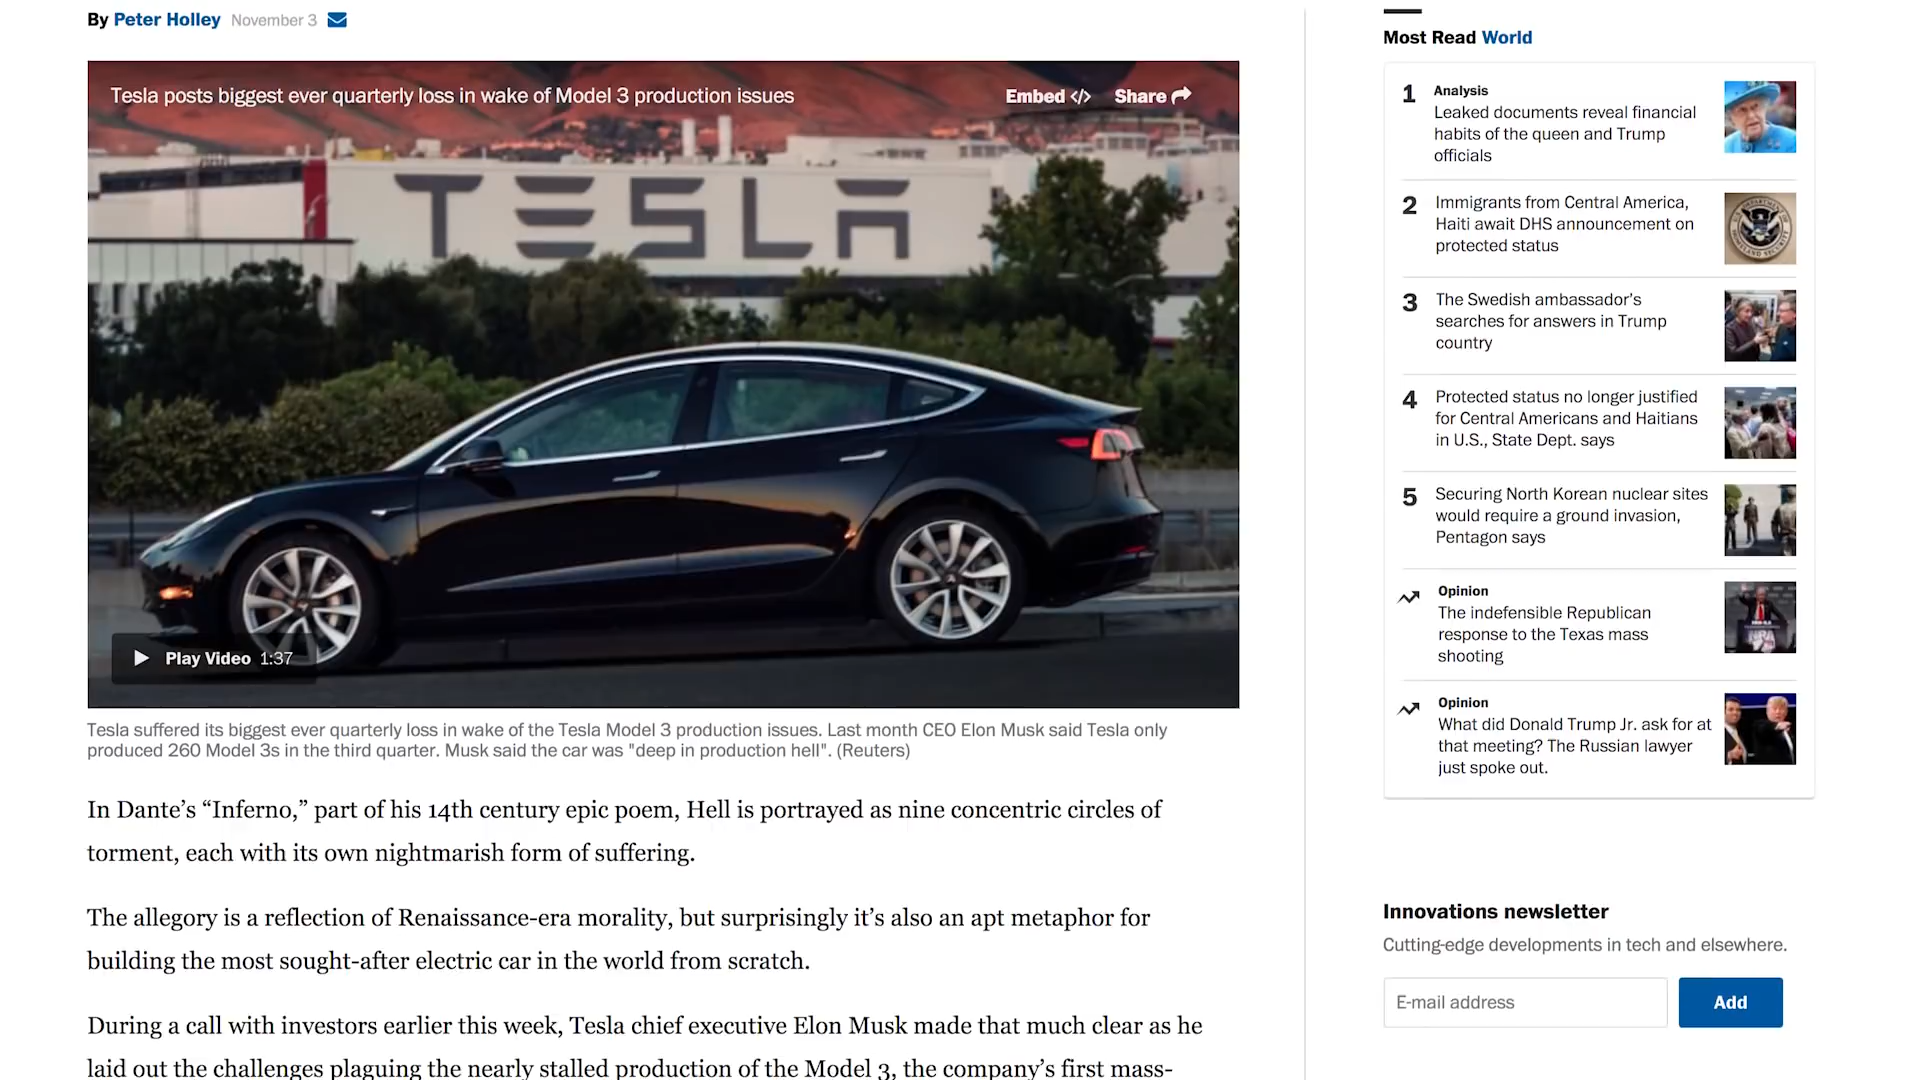 By Peter Holley November 3
Tesla posts biggest ever quarterly loss in wake of Model 3 production issues
Embed </> Share
TESLA
Play Video 1:37
Tesla suffered its biggest ever quarterly loss in wake of the Tesla Model 3 production issues. Last month CEO Elon Musk said Tesla only
produced 260 Model 3s in the third quarter. Musk said the car was "deep in production hell". (Reuters)
In Dante’s “Inferno,” part of his 14th century epic poem, Hell is portrayed as nine concentric circles of
torment, each with its own nightmarish form of suffering.
The allegory is a reflection of Renaissance-era morality, but surprisingly it’s also an apt metaphor for
building the most sought-after electric car in the world from scratch.
During a call with investors earlier this week, Tesla chief executive Elon Musk made that much clear as he
laid out the challenges plaguing the nearly stalled production of the Model 3, the company’s first mass-
Most Read World
1 Analysis
Leaked documents reveal financial
habits of the queen and Trump
officials
2 Immigrants from Central America,
Haiti await DHS announcement on
protected status
3 The Swedish ambassador’s
searches for answers in Trump
country
4 Protected status no longer justified
for Central Americans and Haitians
in U.S., State Dept. says
5 Securing North Korean nuclear sites
would require a ground invasion,
Pentagon says
Opinion
The indefensible Republican
response to the Texas mass
shooting
Opinion
What did Donald Trump Jr. ask for at
that meeting? The Russian lawyer
just spoke out.
Innovations newsletter
Cutting-edge developments in tech and elsewhere.
E-mail address
Add